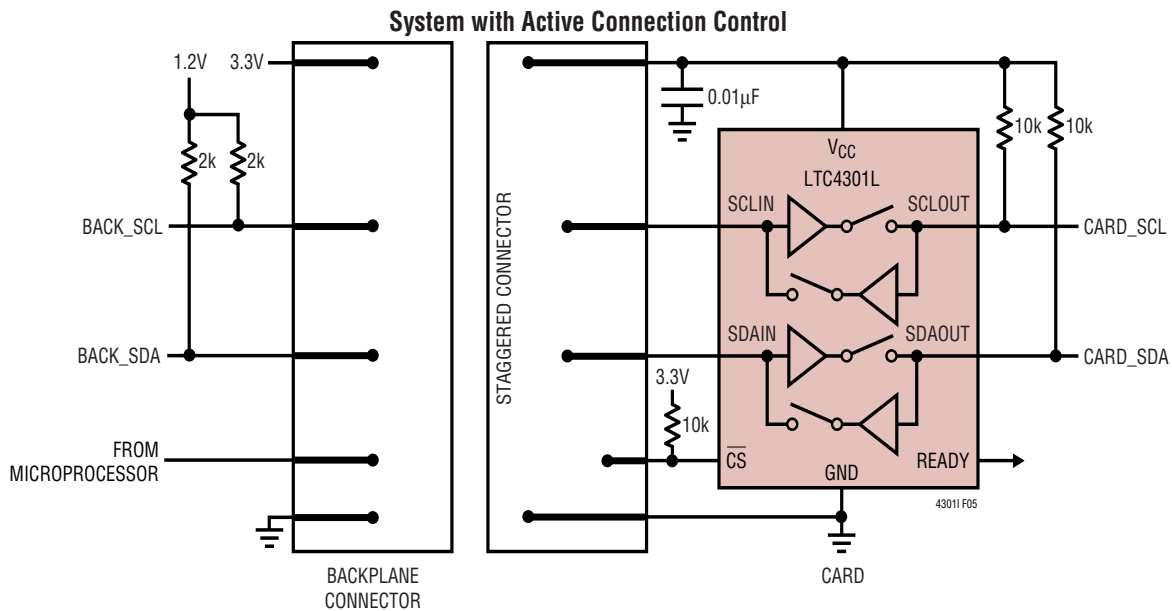 System with Active Connection Control
1.2V
3.3V
2k
2k
BACK_SCL
BACK_SDA
FROM
MICROPROCESSOR
BACKPLANE
CONNECTOR
STAGGERED CONNECTOR
0.01µF
VCC
LTC4301L
SCLIN
SCLOUT
SDAIN
SDAOUT
3.3V
10k
CS
GND
READY
4301l F05
10k
10k
CARD_SCL
CARD_SDA
CARD